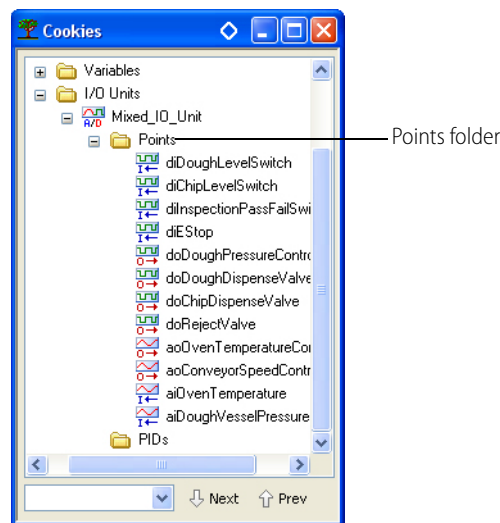 Cookies
Variables
I/O Units
A/D Mixed_IO_Unit
Points
Points folder
I diDoughLevelSwitch
I diChipLevelSwitch
I diInspectionPassFailSwi
I diEStop
O doDoughPressureContro
O doDoughDispenseValve
O doChipDispenseValve
O doRejectValve
O aoOvenTemperatureCor
O aoConveyorSpeedContr
I aiOvenTemperature
I aiDoughVesselPressure
PIDs
Next Prev